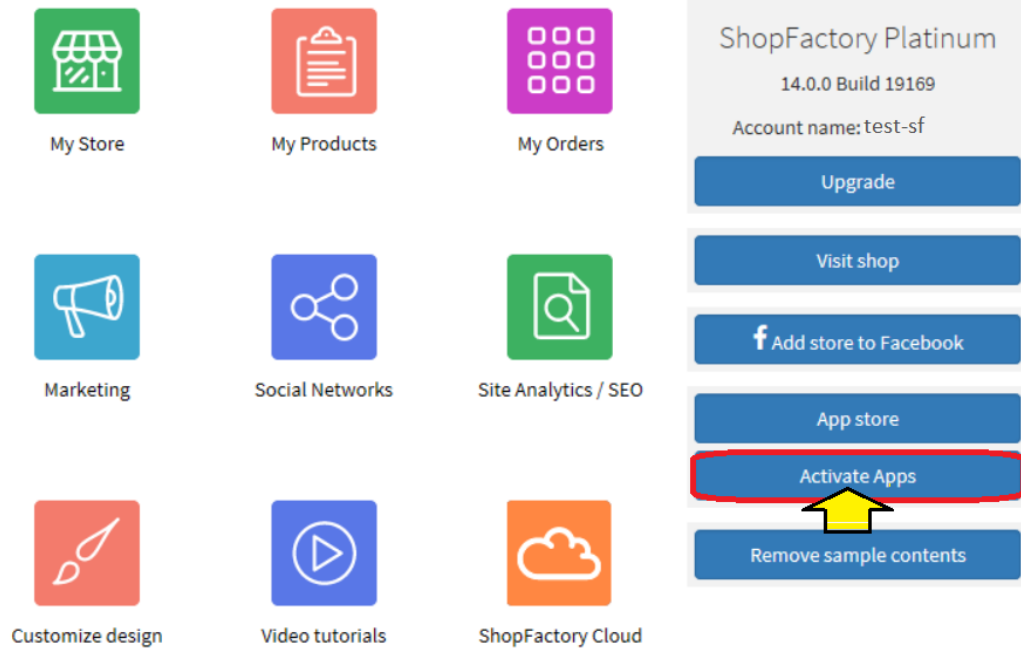 My Store
My Products
My Orders
Marketing
Social Networks
Site Analytics / SEO
Customize design
Video tutorials
ShopFactory Cloud
ShopFactory Platinum
14.0.0 Build 19169
Account name: test-sf
Upgrade
Visit shop
Add store to Facebook
App store
Activate Apps
Remove sample contents